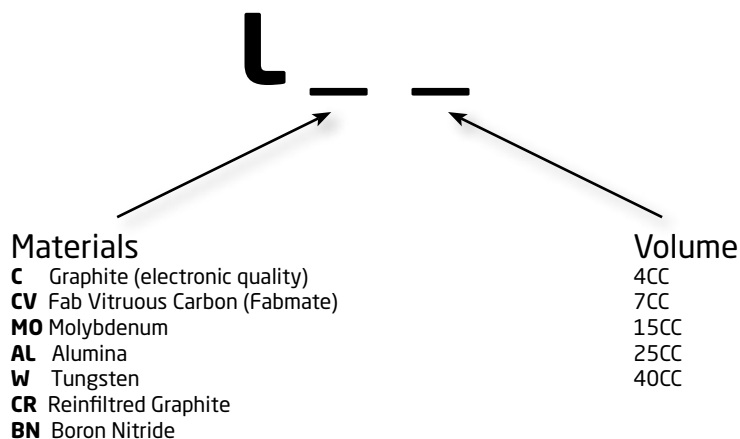 L _ _
Materials
C Graphite (electronic quality)
CV Fab Vitruous Carbon (Fabmate)
MO Molybdenum
AL Alumina
W Tungsten
CR Reinfiltred Graphite
BN Boron Nitride
Volume
4CC
7CC
15CC
25CC
40CC